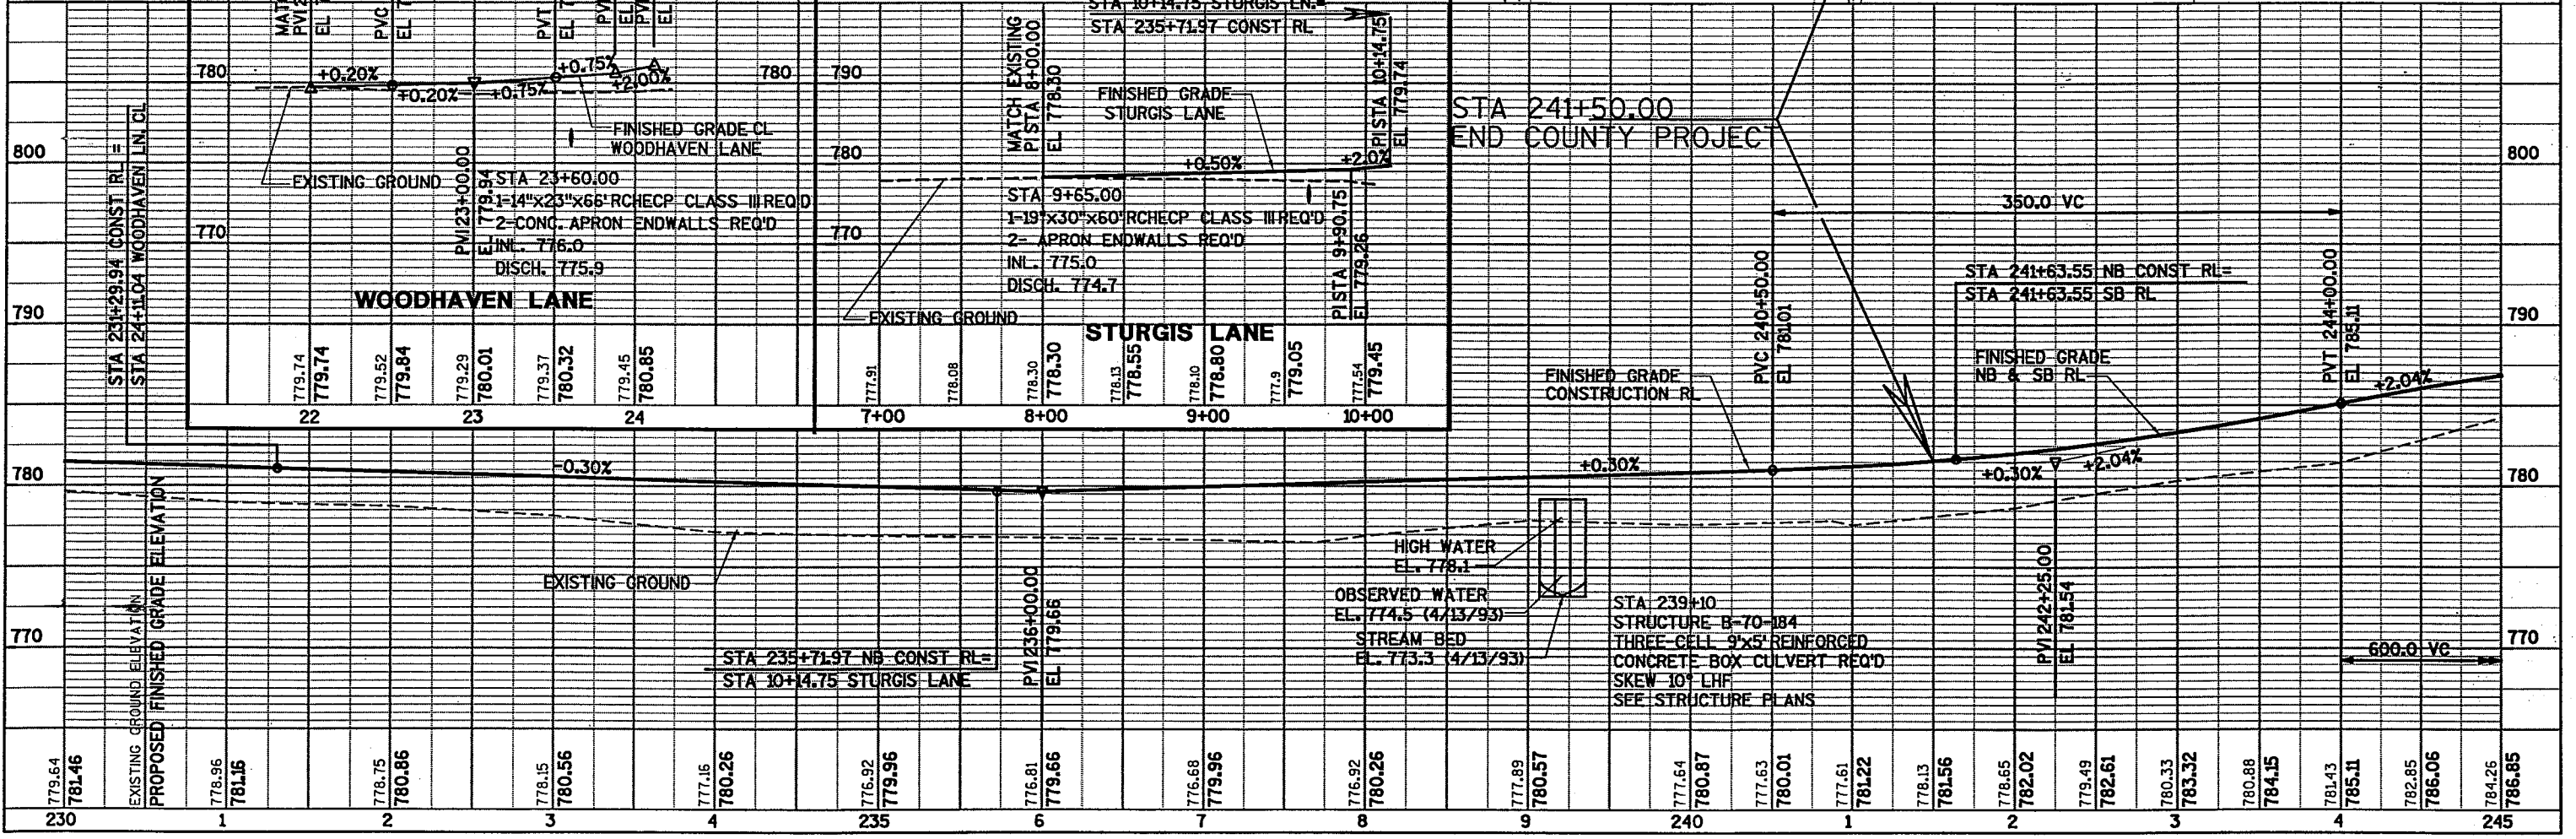 STA 10+14.75 STURGIS LN.=
STA 235+71.97 CONST RL
EL 779.74
PI STA 10+14.75
MATCH EXISTING
PI STA 8+00.00
EL 778.30
780
+0.20%
+0.20%
+0.75%
+0.75%
+2.00%
780
790
FINISHED GRADE
STURGIS LANE
FINISHED GRADE CL
WOODHAVEN LANE
STA 241+50.00
END COUNTY PROJECT
800
EXISTING GROUND
780
+0.50%
+2.0%
800
STA 231+29.94 CONST RL =
STA 24+11.04 WOODHAVEN LN. CL
PVI 23+00.00
EL 779.94
STA 23+60.00
1-14"x23"x66' RCHECP CLASS III REQ'D
2-CONC. APRON ENDWALLS REQ'D
INL. 776.0
DISCH. 775.9
770
WOODHAVEN LANE
STA 9+65.00
1-19"x30"x60' RCHECP CLASS III REQ'D
2- APRON ENDWALLS REQ'D
INL. 775.0
DISCH. 774.7
770
PI STA 9+90.75
EL 779.26
EXISTING GROUND
STURGIS LANE
350.0 VC
PVC 240+50.00
EL 781.01
STA 241+63.55 NB CONST RL=
STA 241+63.55 SB RL
PVT 244+00.00
EL 785.11
790
790
779.74
779.74
779.52
779.84
779.29
780.01
779.37
780.32
779.45
780.85
22
23
24
777.91
778.08
778.30
778.30
778.13
778.55
778.10
778.80
777.9
779.05
777.54
779.45
7+00
8+00
9+00
10+00
FINISHED GRADE
CONSTRUCTION RL
FINISHED GRADE
NB & SB RL
+2.04%
780
-0.30%
+0.30%
+0.30%
+2.04%
780
EXISTING GROUND
HIGH WATER
EL. 778.1
OBSERVED WATER
EL. 774.5 (4/13/93)
STREAM BED
EL. 773.3 (4/13/93)
STA 239+10
STRUCTURE B-70-184
THREE-CELL 9'x5' REINFORCED
CONCRETE BOX CULVERT REQ'D
SKEW 10° LHF
SEE STRUCTURE PLANS
PVI 236+00.00
EL 779.66
STA 235+71.97 NB CONST RL=
STA 10+14.75 STURGIS LANE
PVI 242+25.00
EL 781.54
600.0 VC
770
770
EXISTING GROUND ELEVATION
PROPOSED FINISHED GRADE ELEVATION
779.64
781.46
778.96
781.16
778.75
780.86
778.15
780.56
777.16
780.26
776.92
779.96
776.81
779.66
776.68
779.96
776.92
780.26
777.89
780.57
777.64
780.87
777.63
780.01
777.61
781.22
778.13
781.56
778.65
782.02
779.49
782.61
780.33
783.32
780.88
784.15
781.43
785.11
782.85
786.06
784.26
786.85
230
1
2
3
4
235
6
7
8
9
240
1
2
3
4
245